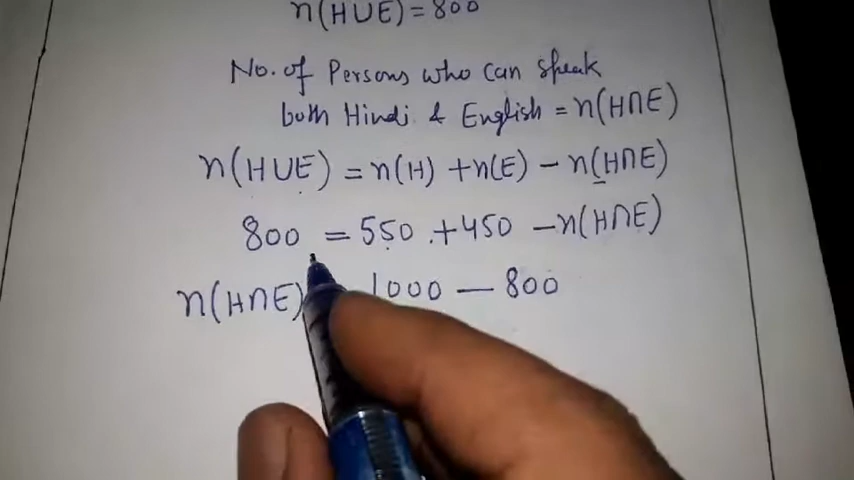 n(HUE) = 800
No. of Persons who can speak
both Hindi & English = n(H∩E)
n(HUE) = n(H) + n(E) - n(H∩E)
800 = 550 + 450 - n(H∩E)
n(H∩E) 1000 - 800